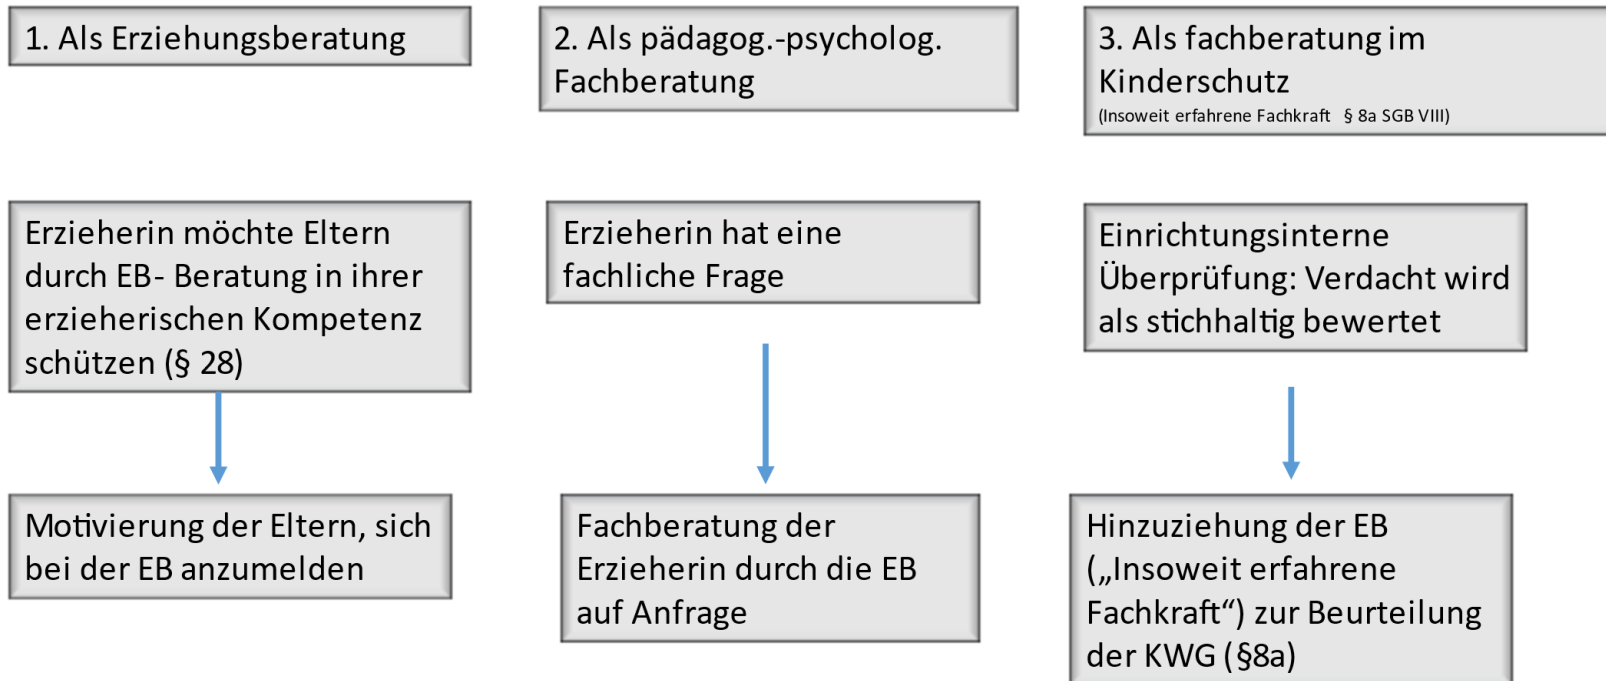 1. Als Erziehungsberatung
2. Als pädagog.-psycholog.
Fachberatung
3. Als fachberatung im
Kinderschutz
(Insoweit erfahrene Fachkraft § 8a SGB VIII)
Erzieherin möchte Eltern
durch EB- Beratung in ihrer
erzieherischen Kompetenz
schützen (§ 28)
Erzieherin hat eine
fachliche Frage
Einrichtungsinterne
Überprüfung: Verdacht wird
als stichhaltig bewertet
Motivierung der Eltern, sich
bei der EB anzumelden
Fachberatung der
Erzieherin durch die EB
auf Anfrage
Hinzuziehung der EB
(„Insoweit erfahrene
Fachkraft“) zur Beurteilung
der KWG (§8a)